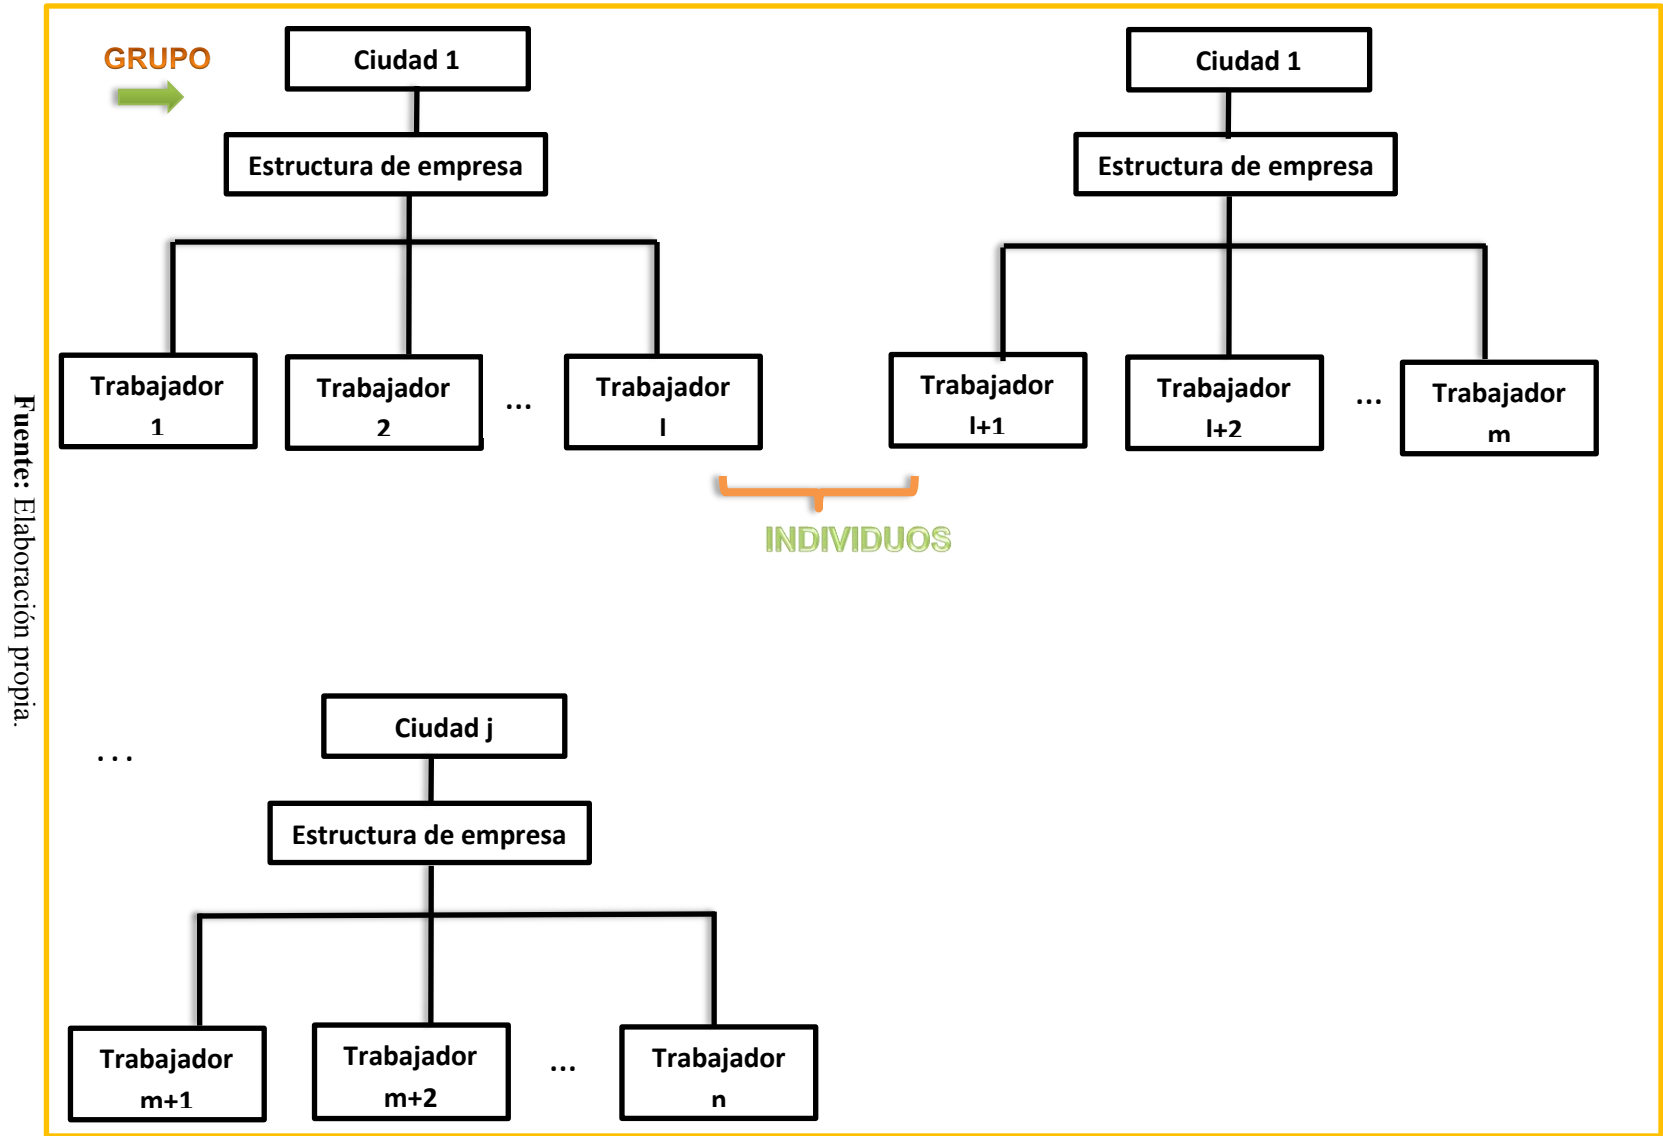 GRUPO
Ciudad 1
Estructura de empresa
Trabajador
1
Trabajador
2
...
Trabajador
l
Ciudad 1
Estructura de empresa
Trabajador
l+1
Trabajador
l+2
...
Trabajador
m
INDIVIDUOS
...
Ciudad j
Estructura de empresa
Trabajador
m+1
Trabajador
m+2
...
Trabajador
n
Fuente: Elaboración propia.